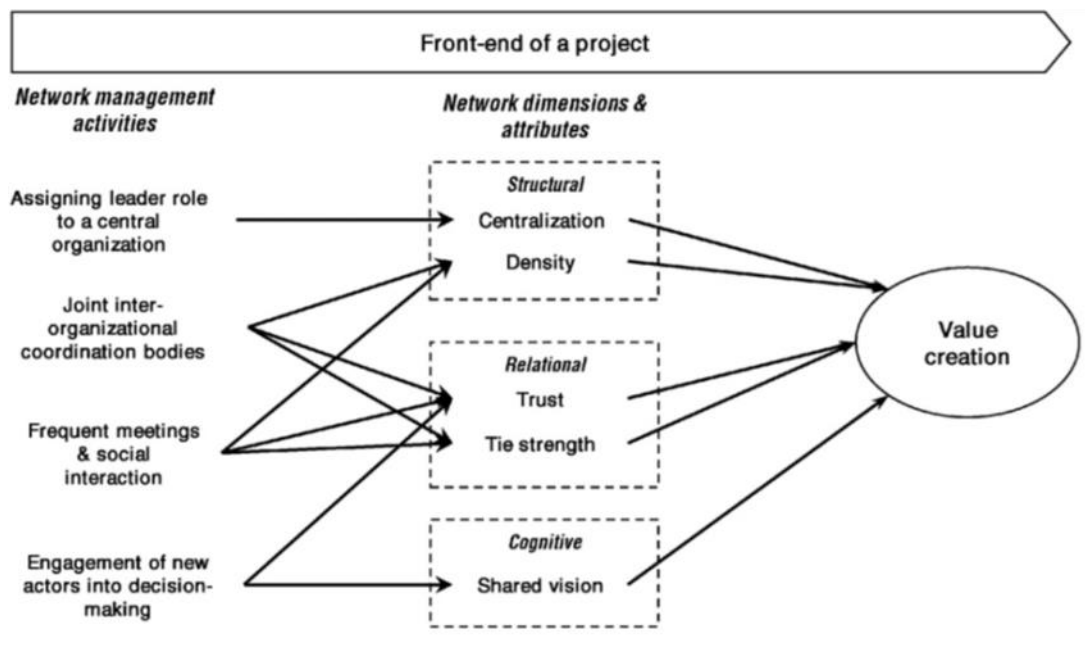 Front-end of a project
Network management
activities
Network dimensions &
attributes
Assigning leader role
to a central
organization
Joint inter-
organizational
coordination bodies
Frequent meetings
& social
interaction
Engagement of new
actors into decision-
making
Structural
Centralization
Density
Relational
Trust
Tie strength
Cognitive
Shared vision
Value
creation